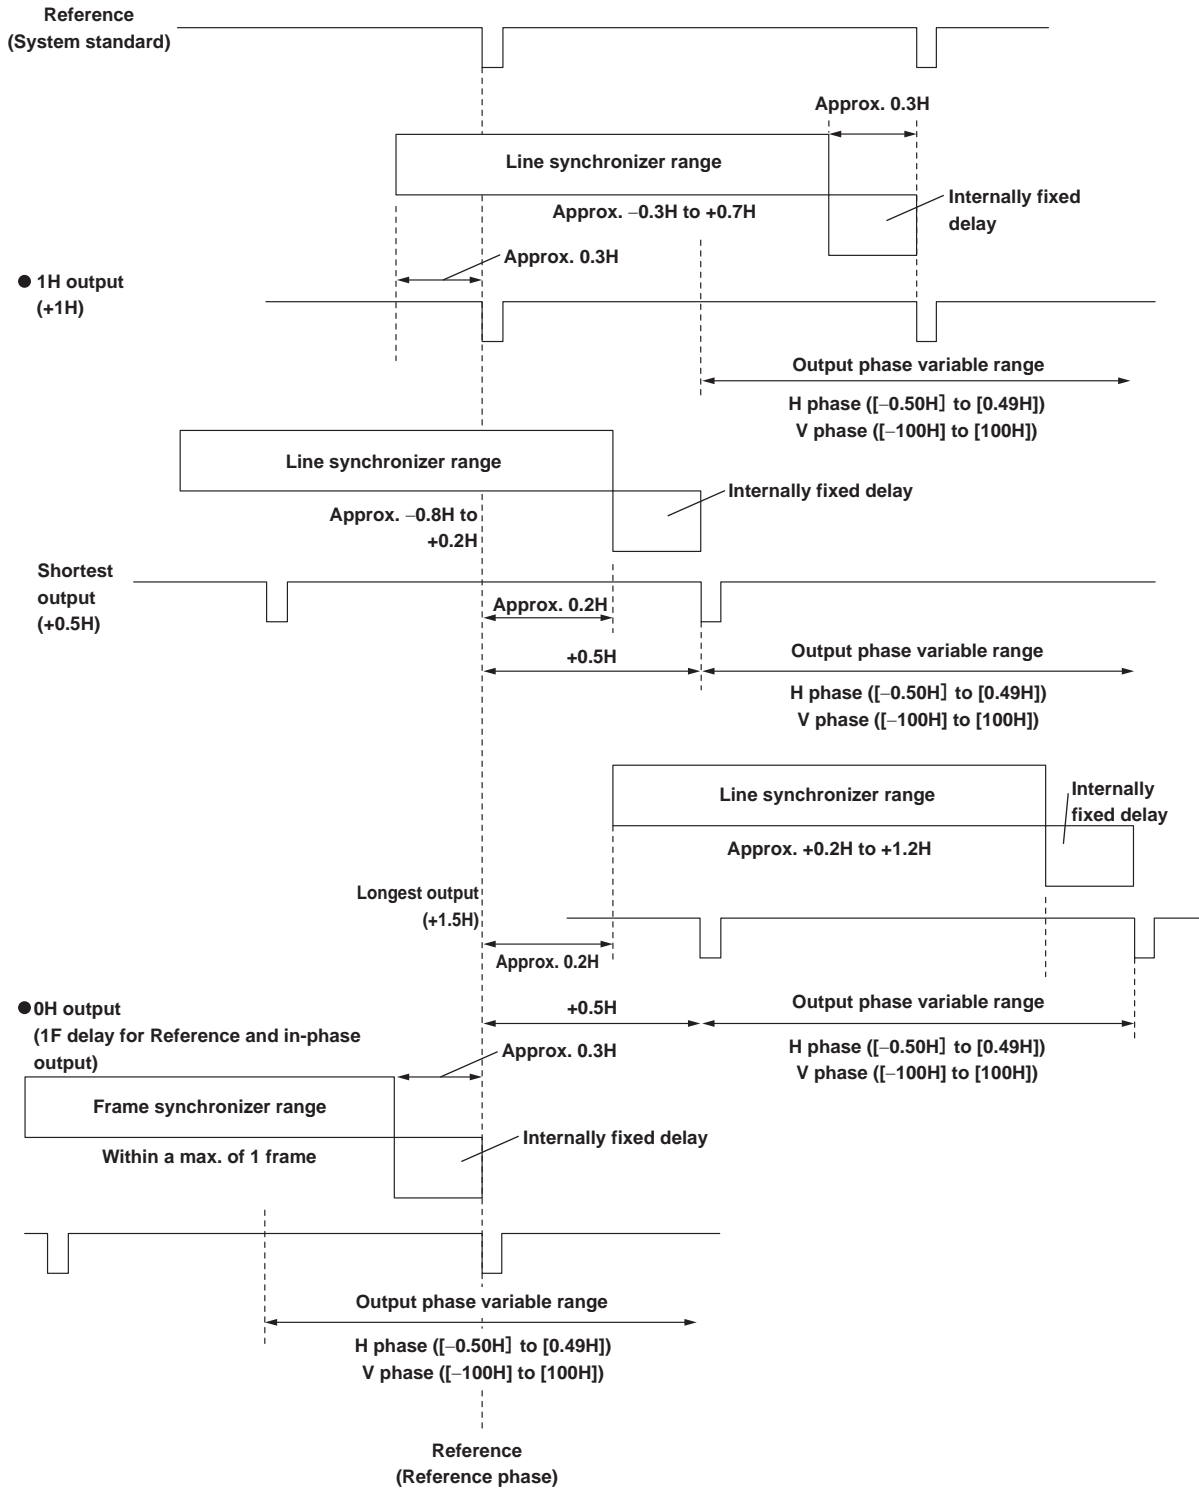 Reference
(System standard)
Approx. 0.3H
Line synchronizer range
Internally fixed
delay
Approx. −0.3H to +0.7H
Approx. 0.3H
● 1H output
(+1H)
Output phase variable range
H phase ([−0.50H] to [0.49H])
V phase ([−100H] to [100H])
Line synchronizer range
Internally fixed delay
Approx. −0.8H to
+0.2H
Shortest
output
(+0.5H)
Approx. 0.2H
+0.5H
Output phase variable range
H phase ([−0.50H] to [0.49H])
V phase ([−100H] to [100H])
Line synchronizer range
Internally
fixed delay
Approx. +0.2H to +1.2H
Longest output
(+1.5H)
Approx. 0.2H
● 0H output
(1F delay for Reference and in-phase
output)
+0.5H
Output phase variable range
H phase ([−0.50H] to [0.49H])
V phase ([−100H] to [100H])
Approx. 0.3H
Frame synchronizer range
Internally fixed delay
Within a max. of 1 frame
Output phase variable range
H phase ([−0.50H] to [0.49H])
V phase ([−100H] to [100H])
Reference
(Reference phase)